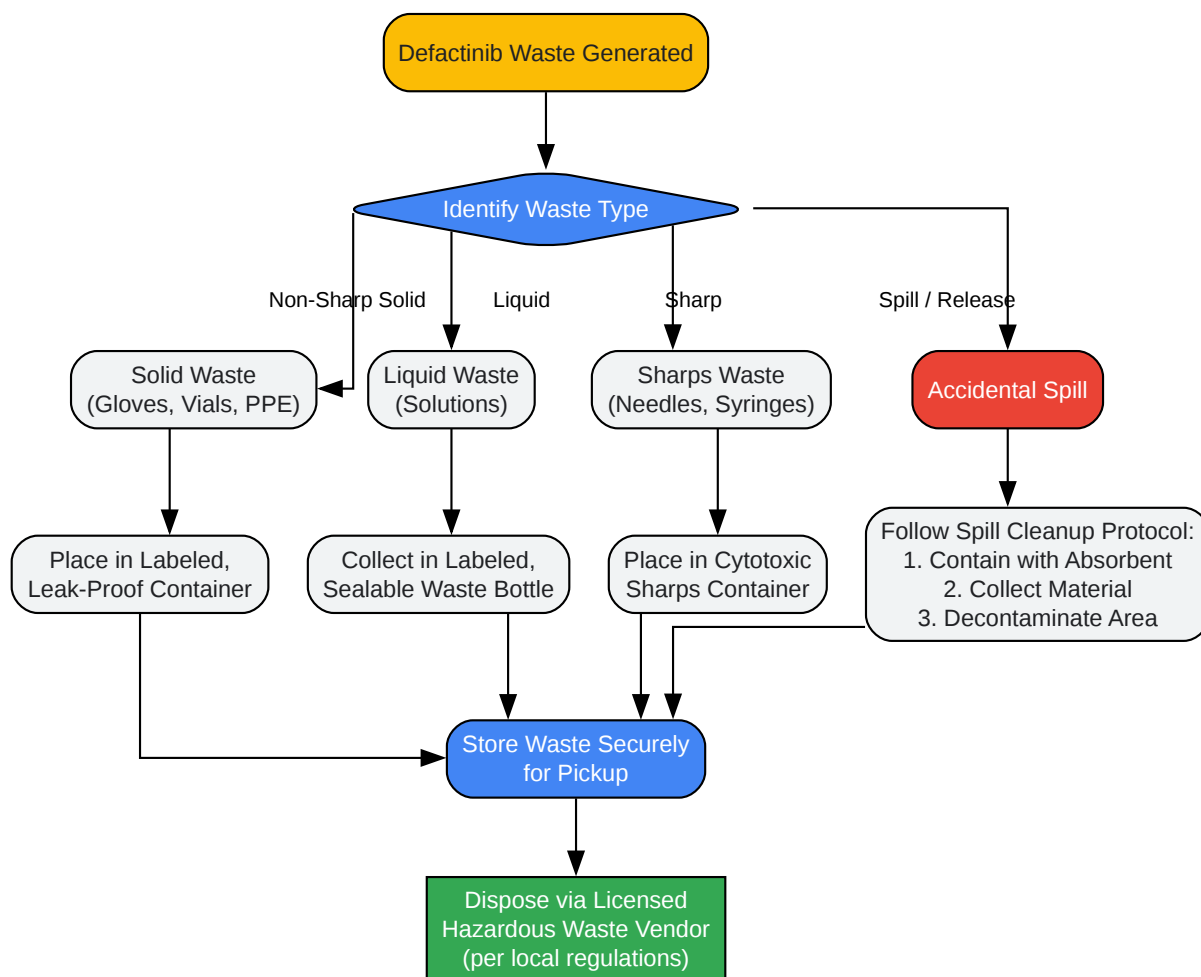 Defactinib Waste Generated
Identify Waste Type
Non-Sharp Solid
Liquid
Sharp
Spill / Release
Solid Waste
(Gloves, Vials, PPE)
Liquid Waste
(Solutions)
Sharps Waste
(Needles, Syringes)
Accidental Spill
Place in Labeled,
Leak-Proof Container
Collect in Labeled,
Sealable Waste Bottle
Place in Cytotoxic
Sharps Container
Follow Spill Cleanup Protocol:
1. Contain with Absorbent
2. Collect Material
3. Decontaminate Area
Store Waste Securely
for Pickup
Dispose via Licensed
Hazardous Waste Vendor
(per local regulations)